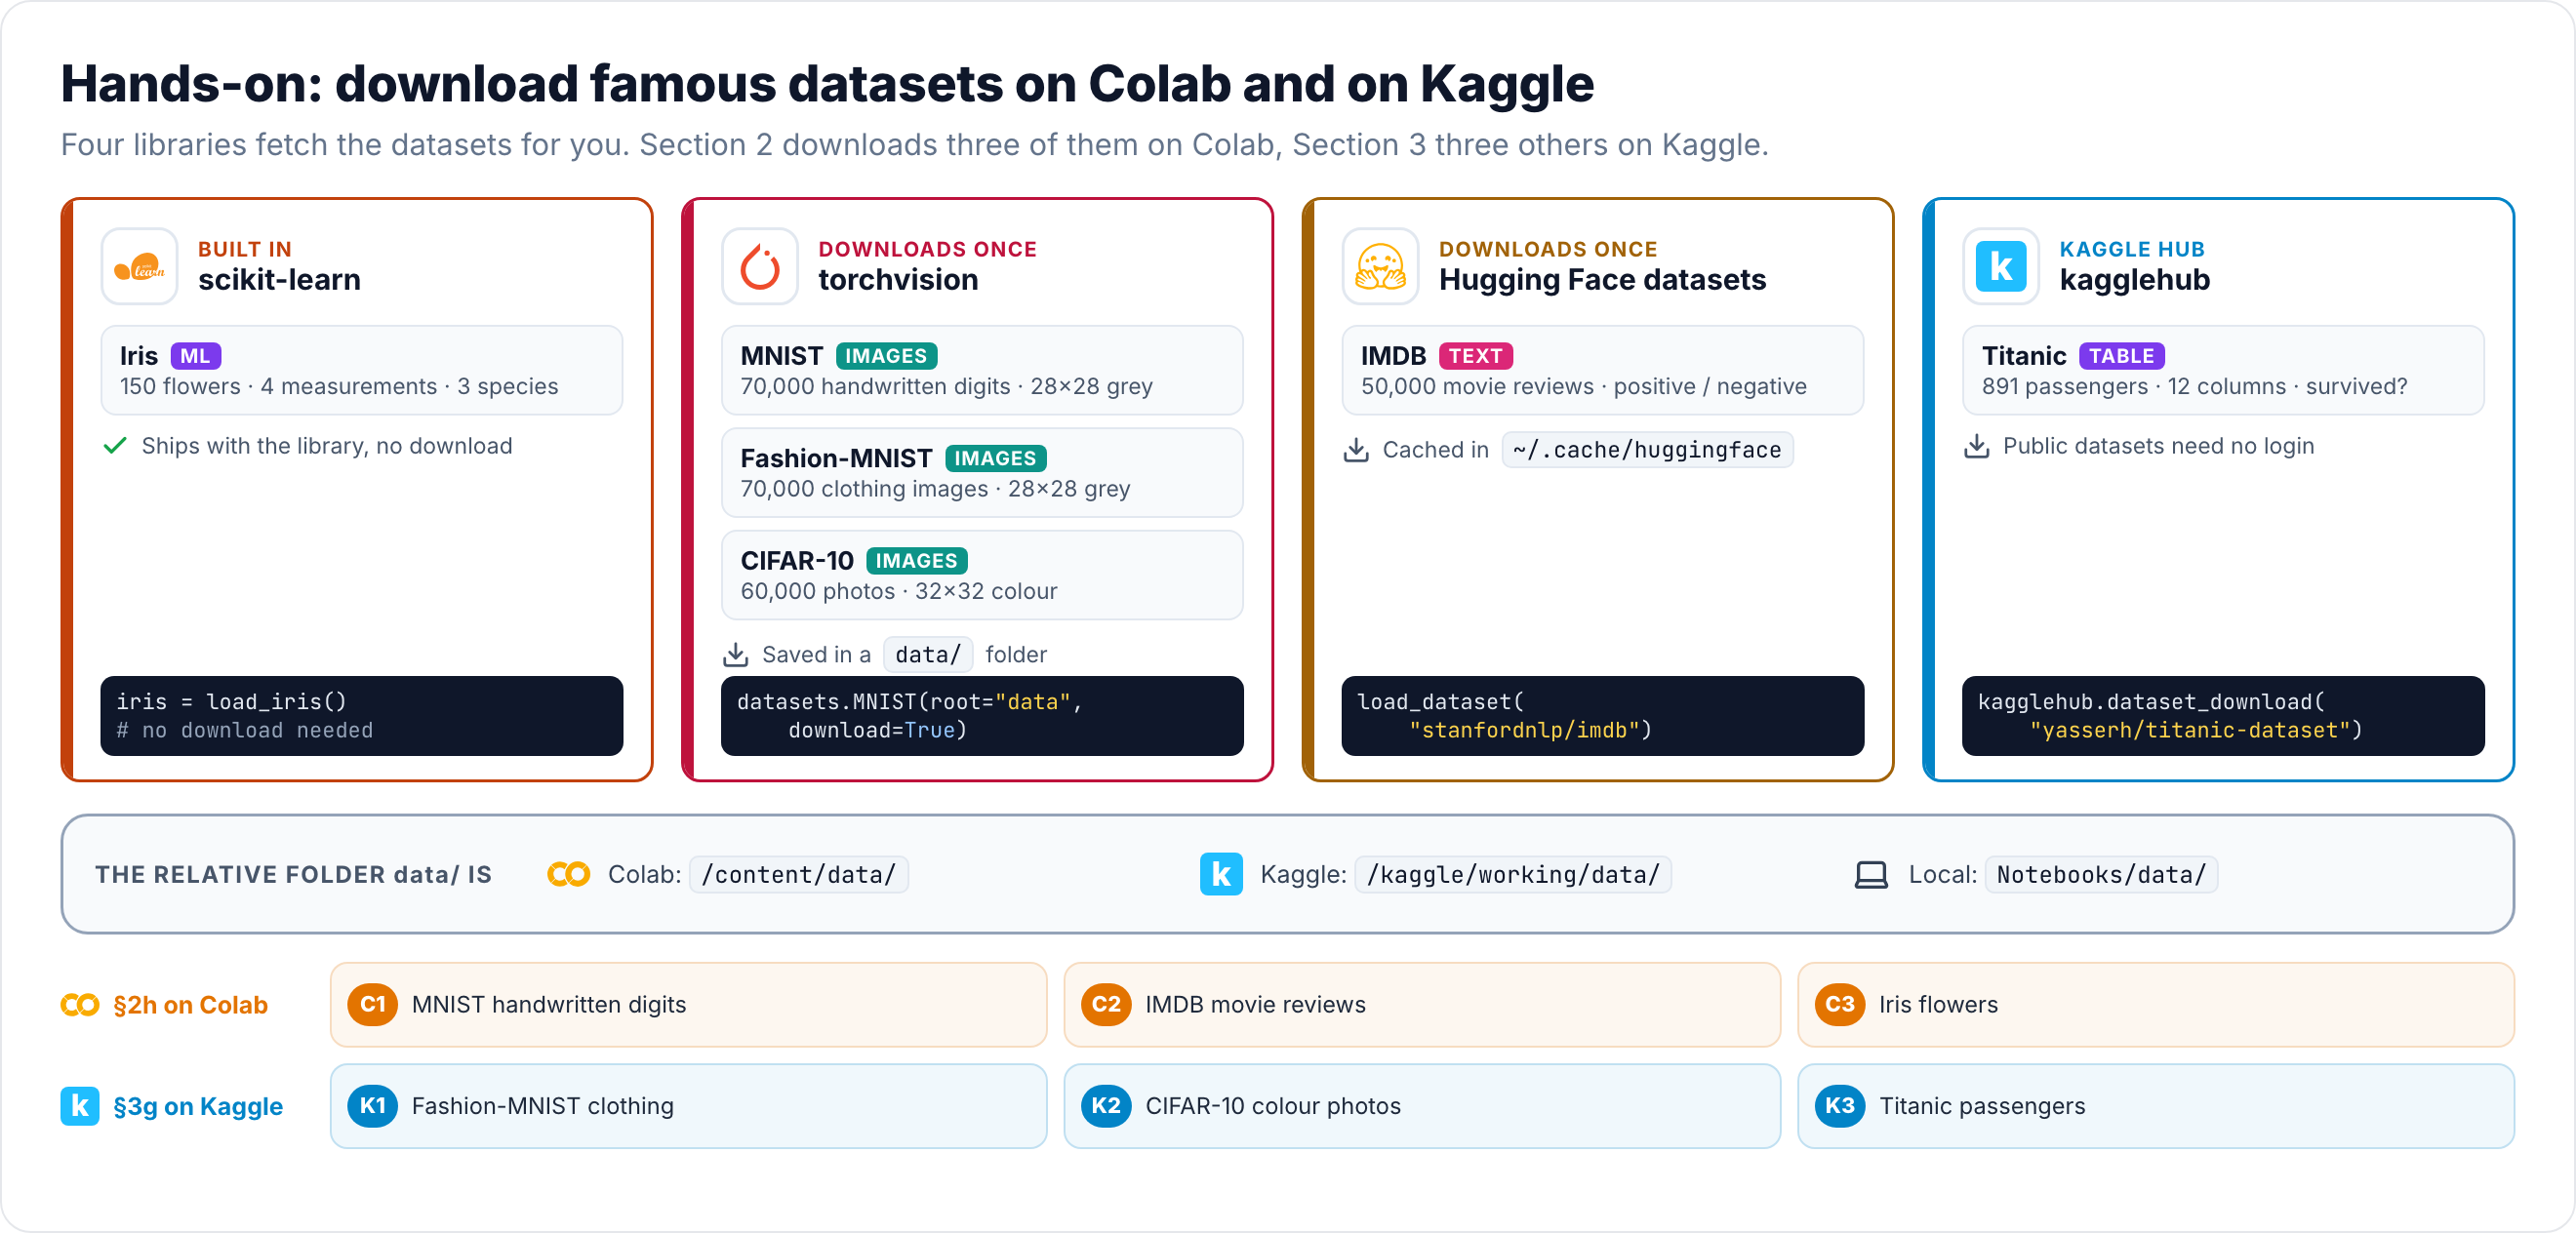 Hands-on: download famous datasets on Colab and on Kaggle
Four libraries fetch the datasets for you. Section 2 downloads three of them on Colab, Section 3 three others on Kaggle.
learn
BUILT IN
scikit-learn
Iris ML
150 flowers · 4 measurements · 3 species
Ships with the library, no download
iris = load_iris()
# no download needed
DOWNLOADS ONCE
torchvision
MNIST IMAGES
70,000 handwritten digits · 28×28 grey
Fashion-MNIST IMAGES
70,000 clothing images · 28×28 grey
CIFAR-10 IMAGES
60,000 photos · 32×32 colour
Saved in a data/ folder
datasets.MNIST(root="data",
    download=True)
DOWNLOADS ONCE
Hugging Face datasets
IMDB TEXT
50,000 movie reviews · positive / negative
Cached in ~/.cache/huggingface
load_dataset(
    "stanfordnlp/imdb")
k
KAGGLE HUB
kagglehub
Titanic TABLE
891 passengers · 12 columns · survived?
Public datasets need no login
kagglehub.dataset_download(
    "yasserh/titanic-dataset")
THE RELATIVE FOLDER data/ IS
Colab: /content/data/
k Kaggle: /kaggle/working/data/
Local: Notebooks/data/
§2h on Colab
C1 MNIST handwritten digits
C2 IMDB movie reviews
C3 Iris flowers
k §3g on Kaggle
K1 Fashion-MNIST clothing
K2 CIFAR-10 colour photos
K3 Titanic passengers